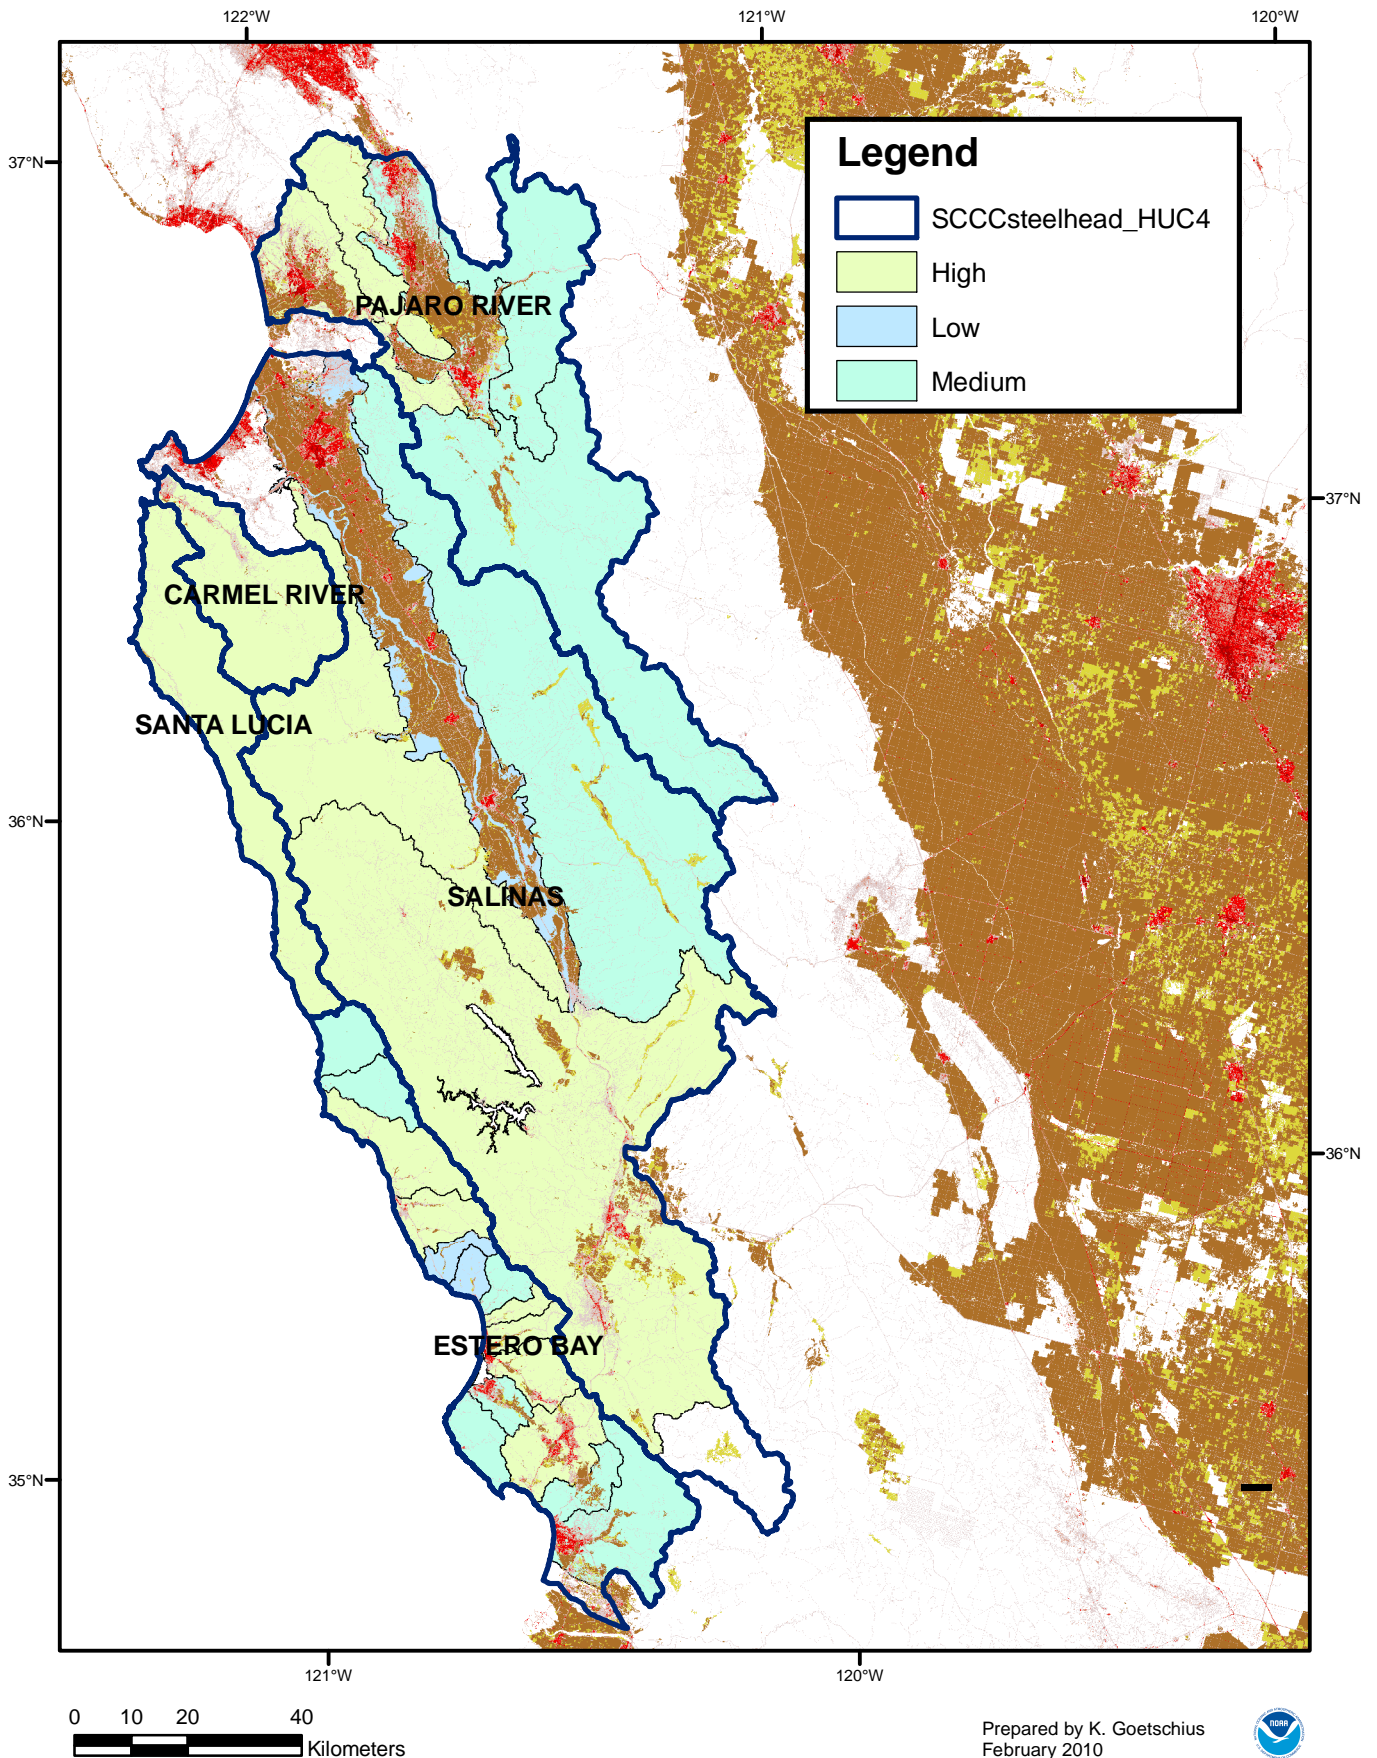 122°W 121°W 120°W
37°N
Legend
SCCCsteelhead_HUC4
High
Low
Medium
PAJARO RIVER
37°N
CARMEL RIVER
SANTA LUCIA
36°N
SALINAS
36°N
ESTERO BAY
35°N
121°W 120°W
0 10 20 40
Kilometers
Prepared by K. Goetschius
February 2010
NOAA